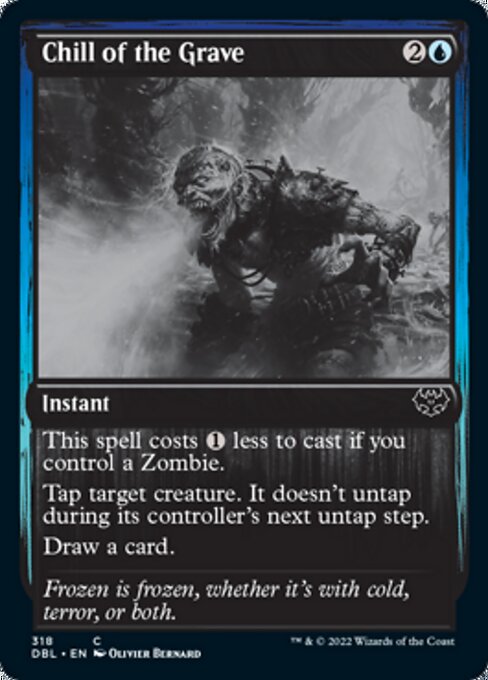 Chill of the Grave 2
Instant
This spell costs 1 less to cast if you
control a Zombie.
Tap target creature. It doesn't untap
during its controller's next untap step.
Draw a card.
Frozen is frozen, whether it's with cold,
terror, or both.
318 C
DBL • EN Olivier Bernard
™ & © 2022 Wizards of the Coast